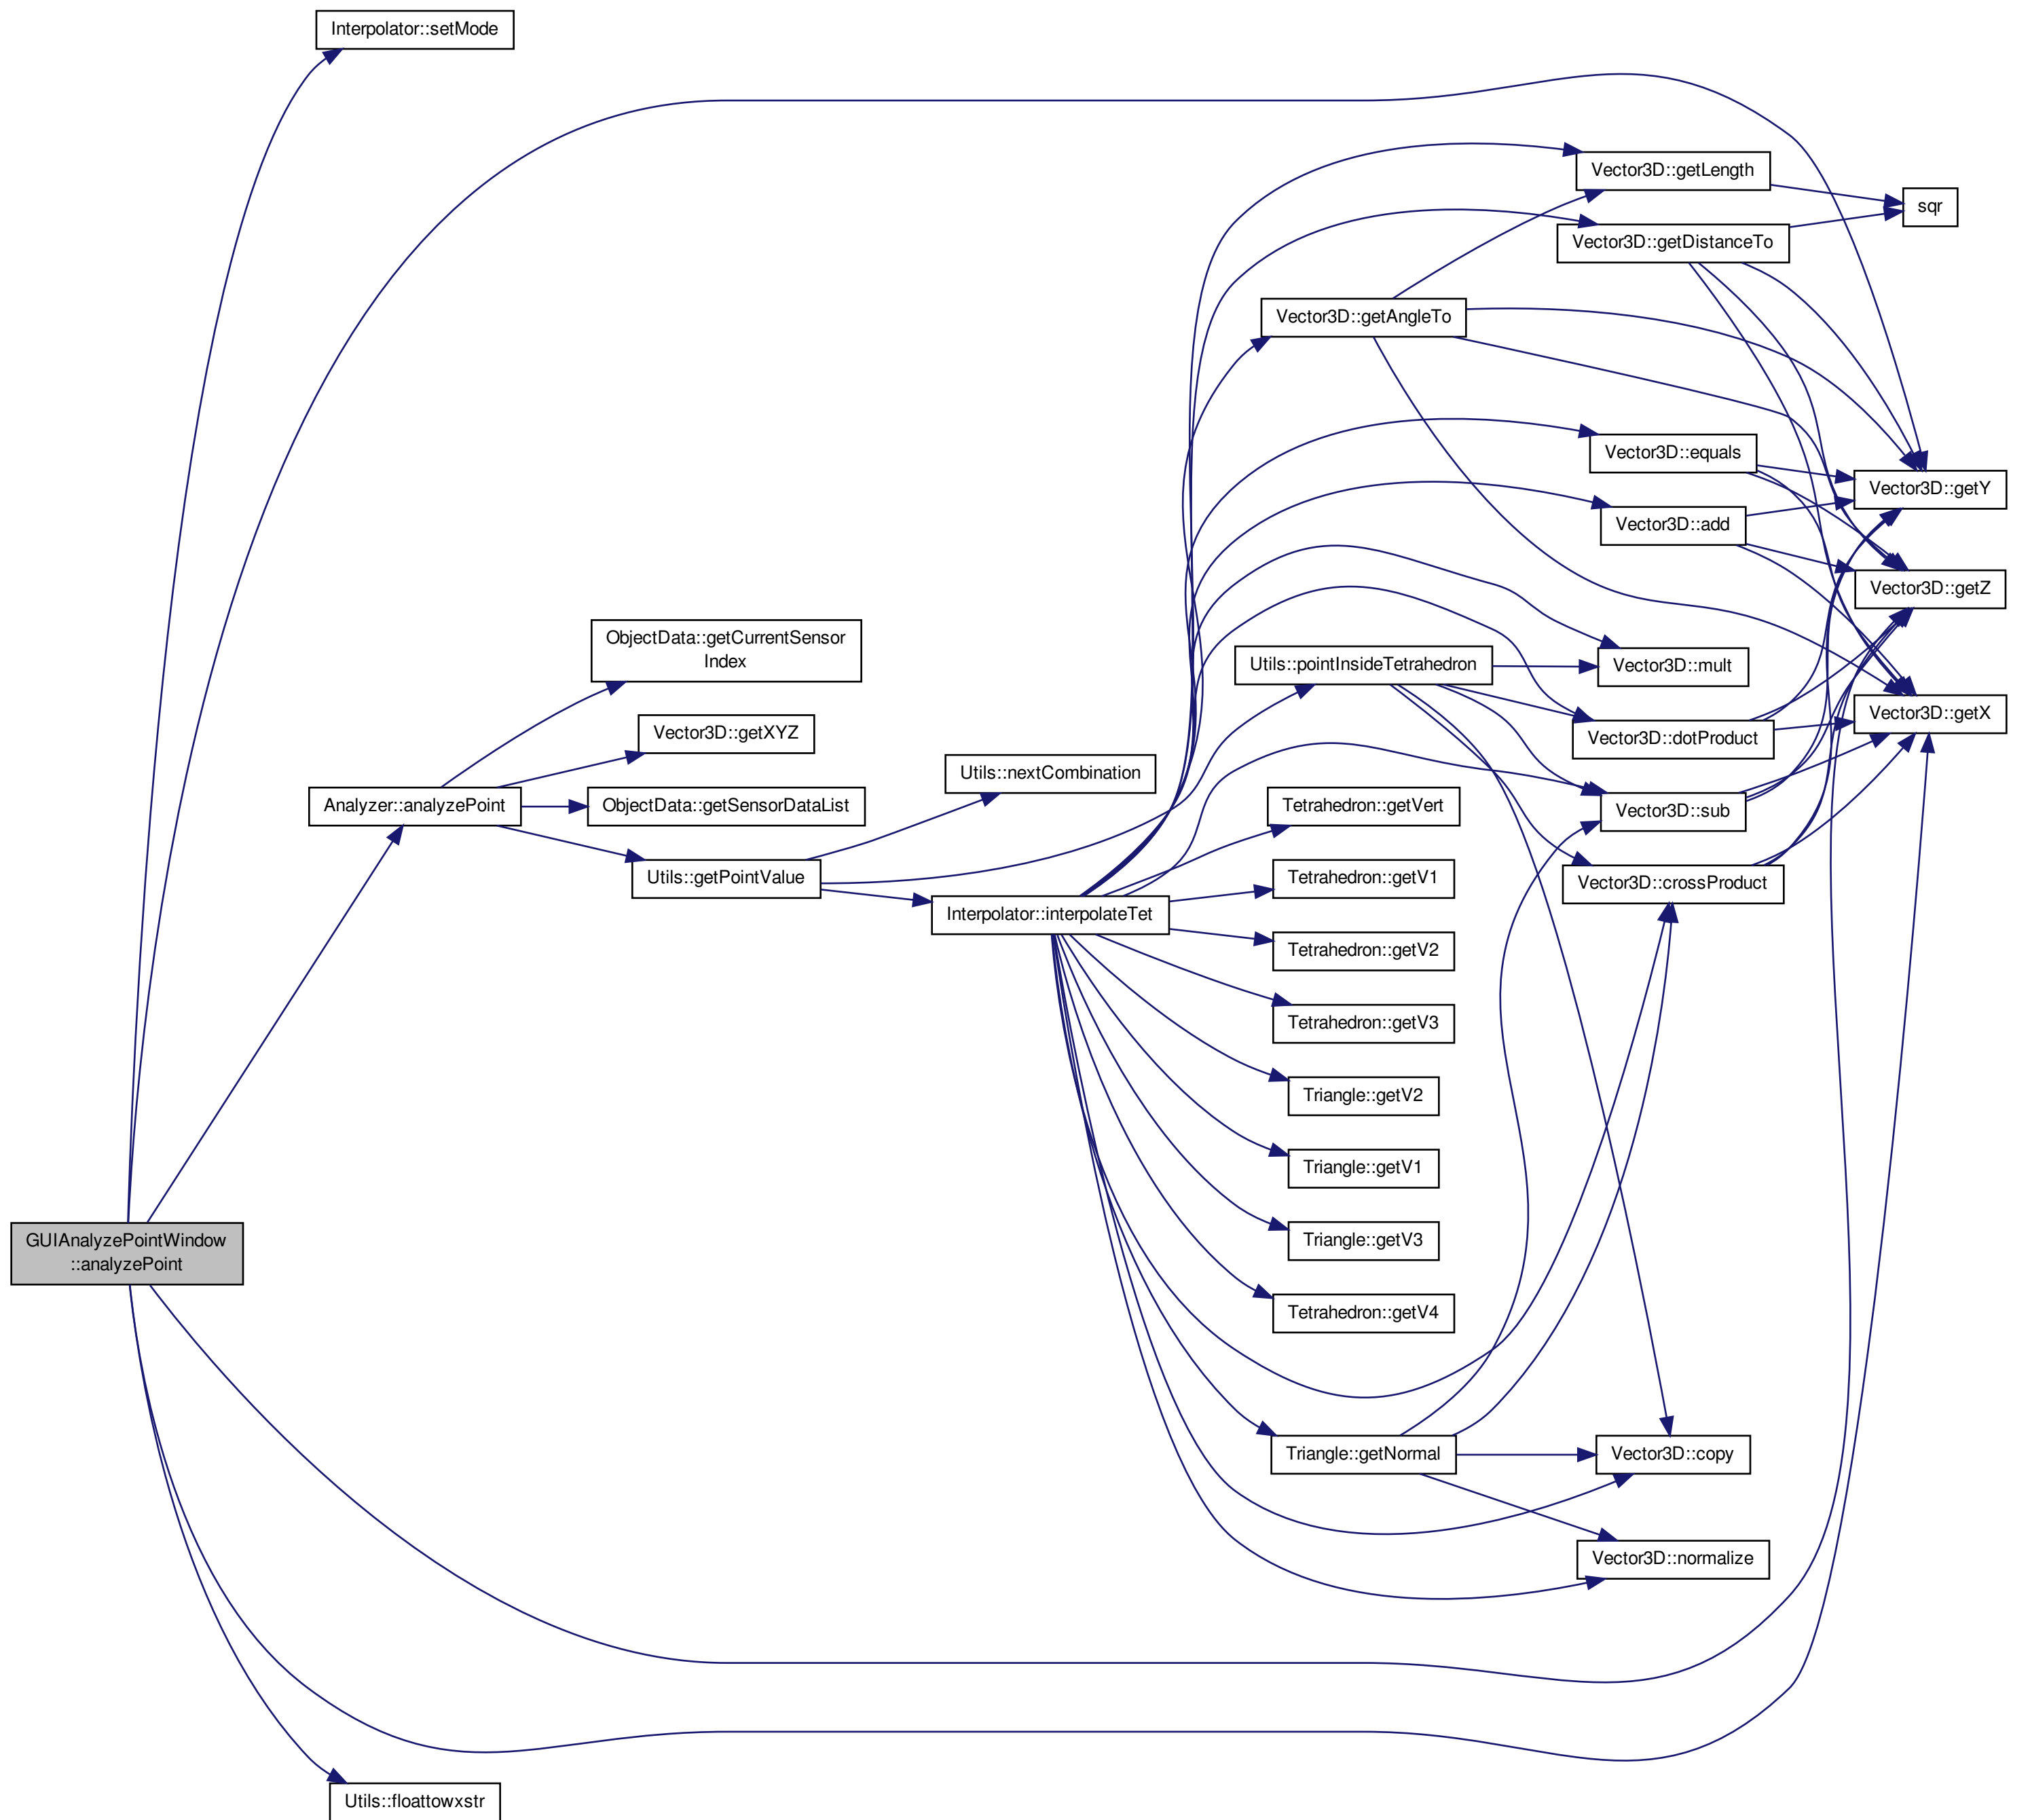 Interpolator::setMode
Vector3D::getLength
sqr
Vector3D::getDistanceTo
Vector3D::getAngleTo
Vector3D::equals
Vector3D::getY
Vector3D::add
Vector3D::getZ
ObjectData::getCurrentSensor
Index
Utils::pointInsideTetrahedron
Vector3D::mult
Vector3D::getX
Vector3D::getXYZ
Vector3D::dotProduct
Utils::nextCombination
Analyzer::analyzePoint
ObjectData::getSensorDataList
Tetrahedron::getVert
Vector3D::sub
Utils::getPointValue
Tetrahedron::getV1
Vector3D::crossProduct
Interpolator::interpolateTet
Tetrahedron::getV2
Tetrahedron::getV3
Triangle::getV2
Triangle::getV1
GUIAnalyzePointWindow
::analyzePoint
Triangle::getV3
Tetrahedron::getV4
Triangle::getNormal
Vector3D::copy
Vector3D::normalize
Utils::floattowxstr